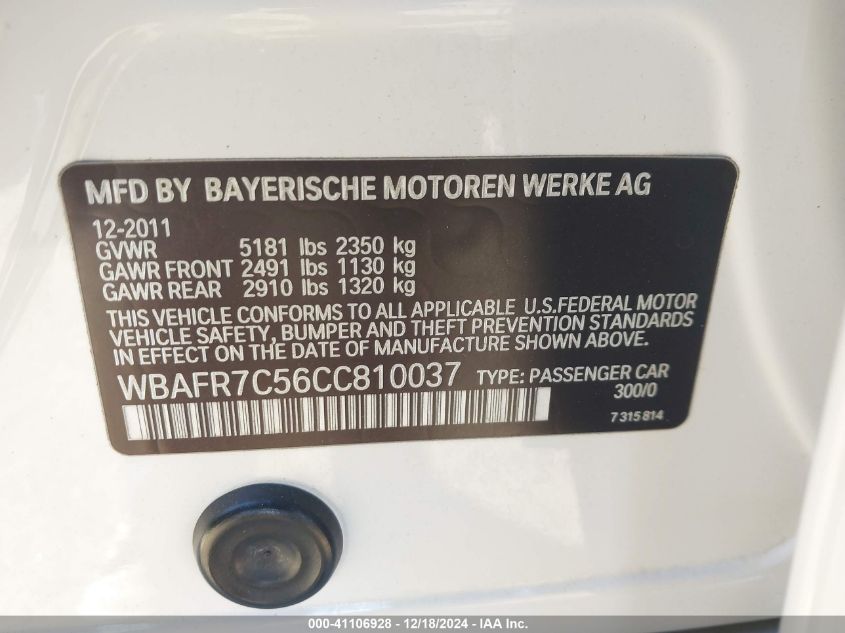 MFD BY BAYERISCHE MOTOREN WERKE AG
12-2011
GVWR 5181 lbs 2350 kg
GAWR FRONT 2491 lbs 1130 kg
GAWR REAR 2910 lbs 1320 kg
THIS VEHICLE CONFORMS TO ALL APPLICABLE U.S.FEDERAL MOTOR
VEHICLE SAFETY, BUMPER AND THEFT PREVENTION STANDARDS
IN EFFECT ON THE DATE OF MANUFACTURE SHOWN ABOVE.
WBAFR7C56CC810037 TYPE: PASSENGER CAR
300/0
7 315 814
000-41106928 - 12/18/2024 - IAA Inc.